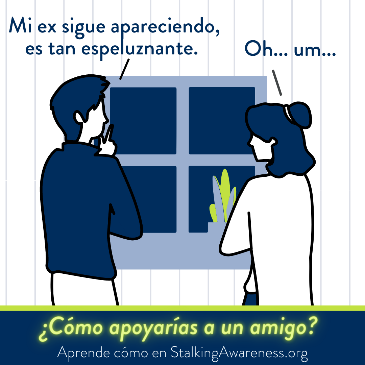 Mi ex sigue apareciendo,
es tan espeluznante.
Oh... um...
¿Cómo apoyarías a un amigo?
Aprende cómo en StalkingAwareness.org